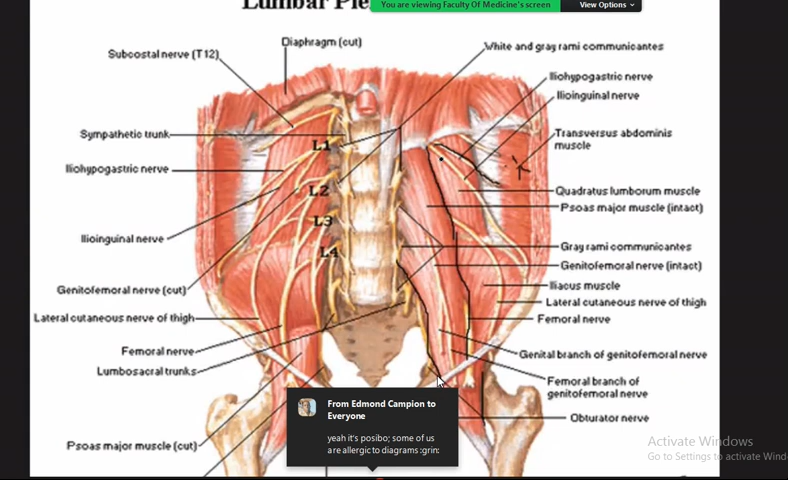 Lumbar Ple
You are viewing Faculty Of Medicine's screen
View Options
Diaphragm (cut)
Subcostal nerve (T12)
White and gray rami communicantes
Iliohypogastric nerve
Ilioinguinal nerve
Sympathetic trunk
Transversus abdominis
muscle
L1
Iliohypogastric nerve
L2
Quadratus lumborum muscle
Psoas major muscle (intact)
L3
Ilioinguinal nerve
L4
Gray rami communicantes
Genitofemoral nerve (intact)
Genitofemoral nerve (cut)
Iliacus muscle
Lateral cutaneous nerve of thigh
Lateral cutaneous nerve of thigh
Femoral nerve
Femoral nerve
Genital branch of genitofemoral nerve
Lumbosacral trunks
Femoral branch of
genitofemoral nerve
Obturator nerve
Psoas major muscle (cut)
From Edmond Campion to
Everyone
yeah it's posibo; some of us
are allergic to diagrams :grin:
Activate Windows
Go to Settings to activate Wind